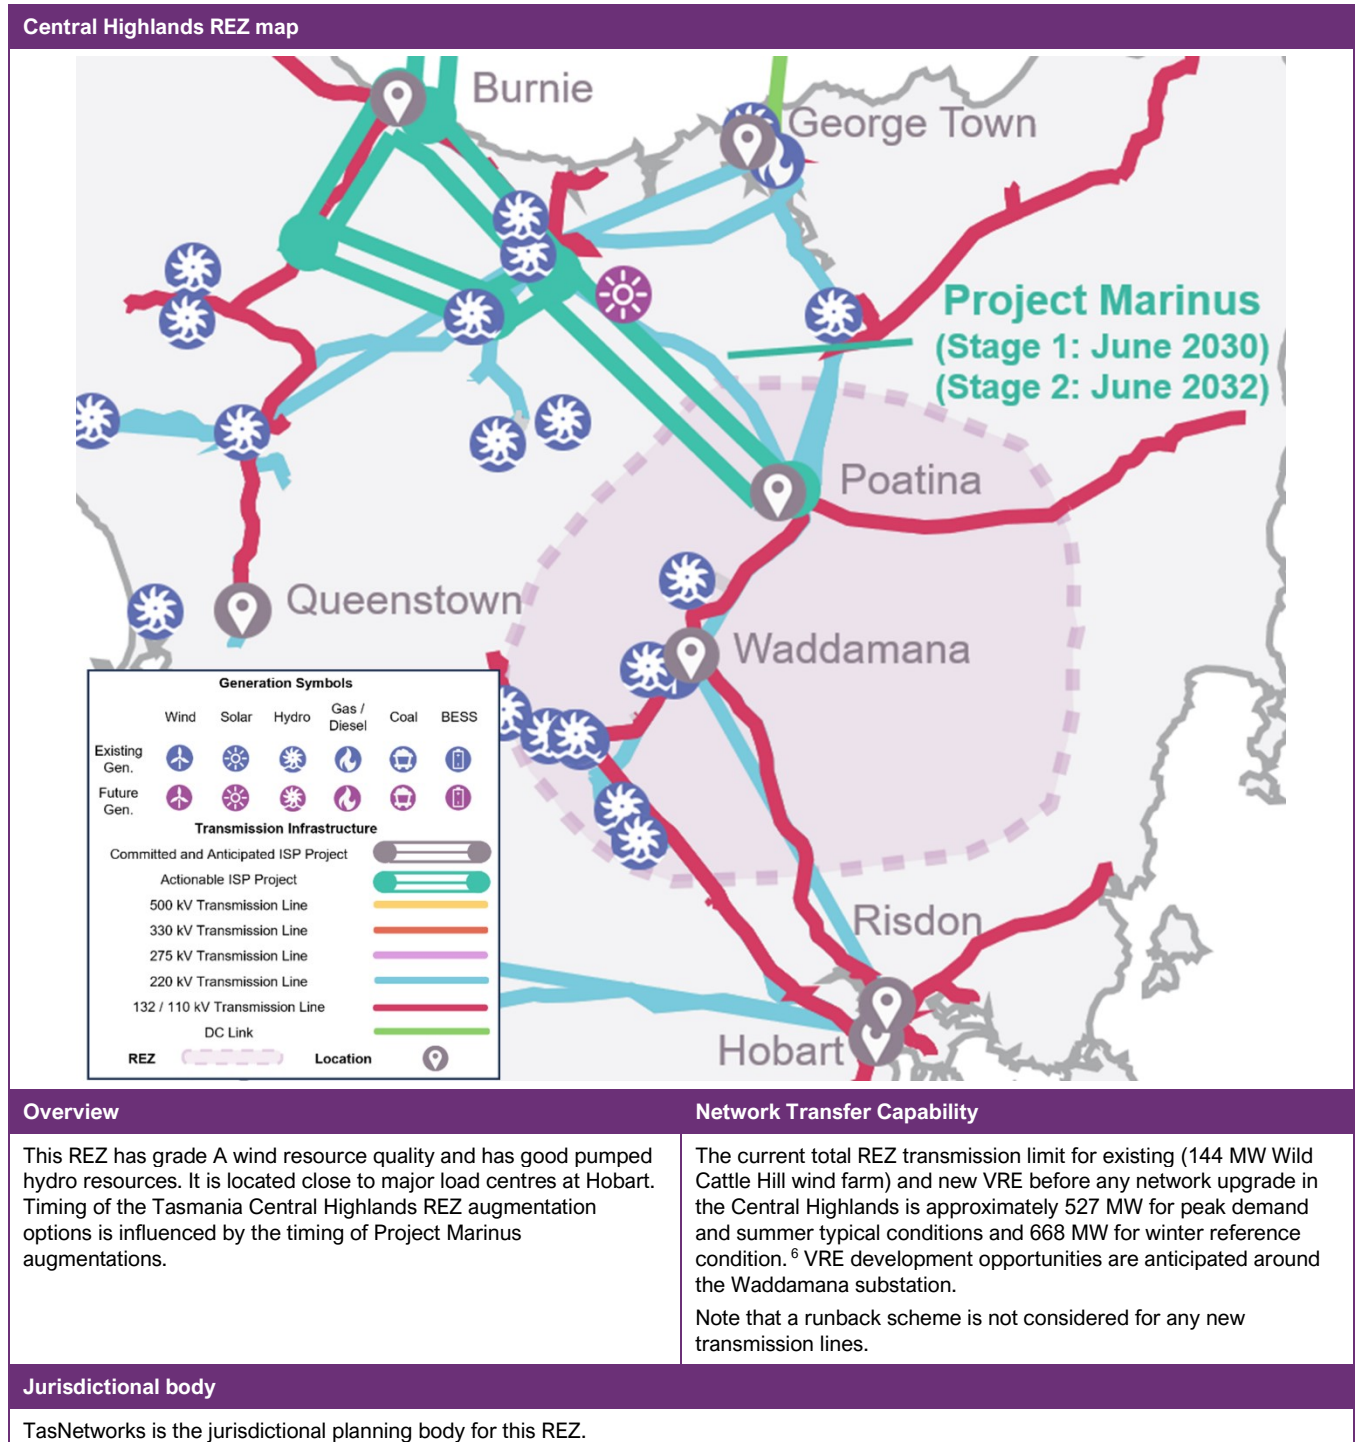 Central Highlands REZ map
Burnie
George Town
Project Marinus
(Stage 1: June 2030)
(Stage 2: June 2032)
Poatina
Queenstown
Waddamana
Risdon
Hobart
Generation Symbols
Wind Solar Hydro Gas / Diesel Coal BESS
Existing Gen.
Future Gen.
Transmission Infrastructure
Committed and Anticipated ISP Project
Actionable ISP Project
500 kV Transmission Line
330 kV Transmission Line
275 kV Transmission Line
220 kV Transmission Line
132 / 110 kV Transmission Line
DC Link
REZ Location
Overview
This REZ has grade A wind resource quality and has good pumped
hydro resources. It is located close to major load centres at Hobart.
Timing of the Tasmania Central Highlands REZ augmentation
options is influenced by the timing of Project Marinus
augmentations.
Network Transfer Capability
The current total REZ transmission limit for existing (144 MW Wild
Cattle Hill wind farm) and new VRE before any network upgrade in
the Central Highlands is approximately 527 MW for peak demand
and summer typical conditions and 668 MW for winter reference
condition. 6 VRE development opportunities are anticipated around
the Waddamana substation.
Note that a runback scheme is not considered for any new
transmission lines.
Jurisdictional body
TasNetworks is the jurisdictional planning body for this REZ.